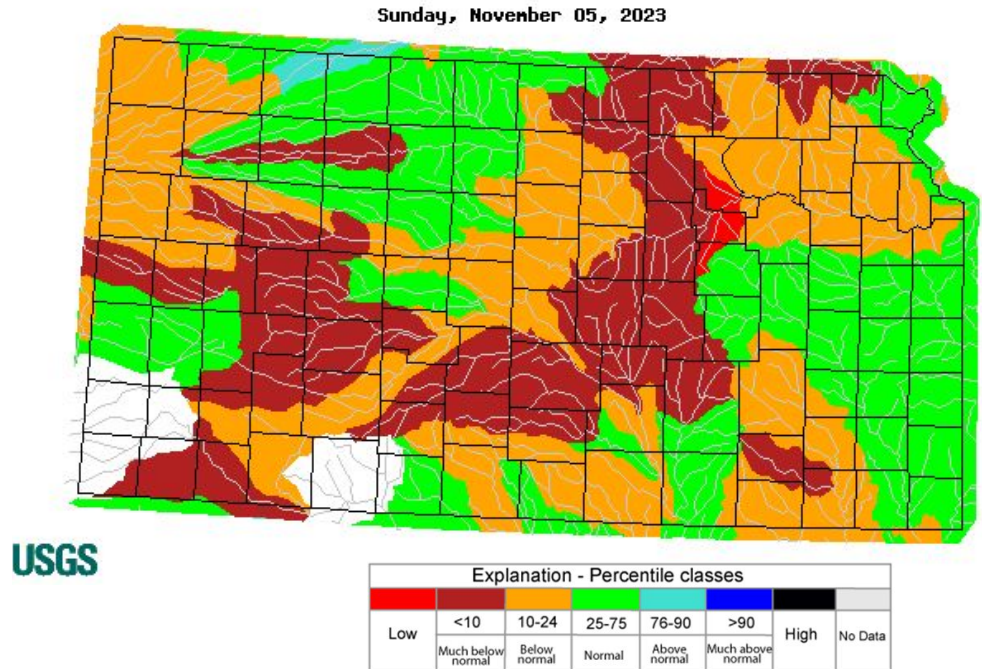 Sunday, November 05, 2023
USGS
Explanation - Percentile classes
Low
<10
10-24
25-75
76-90
>90
High
No Data
Much below normal
Below normal
Normal
Above normal
Much above normal